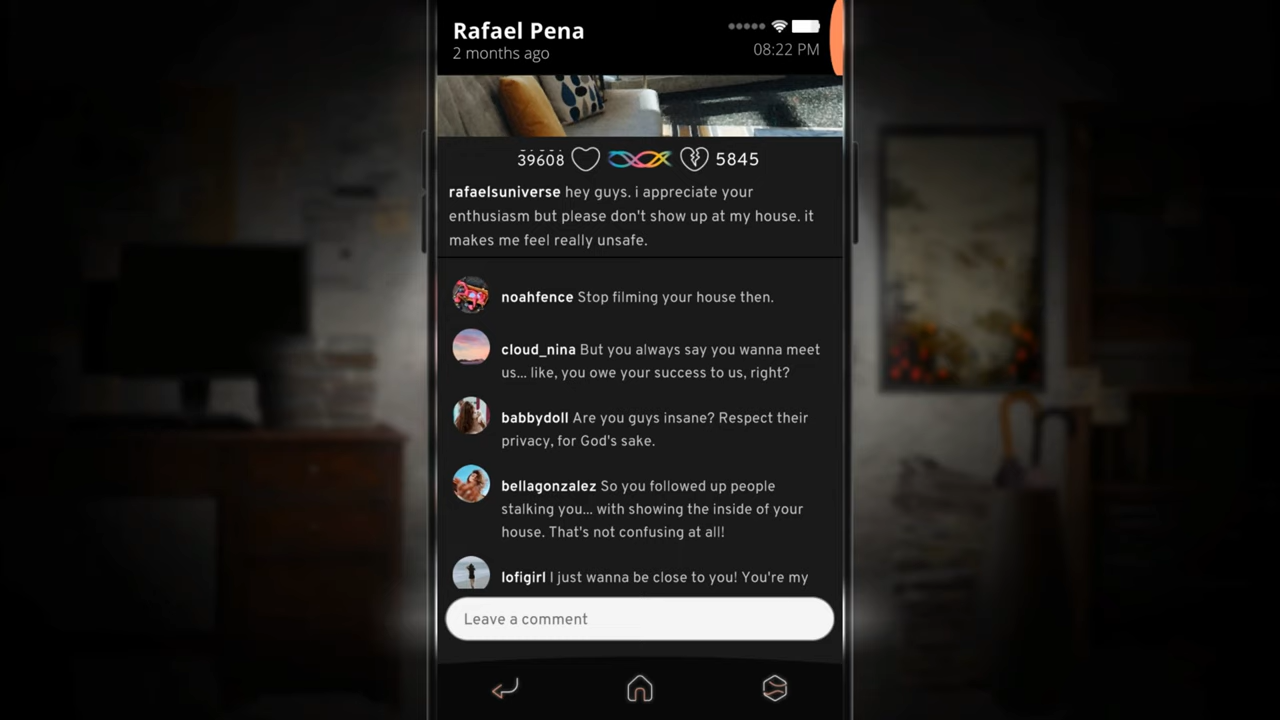 Rafael Pena
2 months ago
08:22 PM
39608
5845
rafaelsuniverse hey guys. i appreciate your
enthusiasm but please don't show up at my house. it
makes me feel really unsafe.
noahfence Stop filming your house then.
cloud_nina But you always say you wanna meet
us... like, you owe your success to us, right?
babbydoll Are you guys insane? Respect their
privacy, for God's sake.
bellagonzalez So you followed up people
stalking you... with showing the inside of your
house. That's not confusing at all!
lofigirl I just wanna be close to you! You're my
Leave a comment